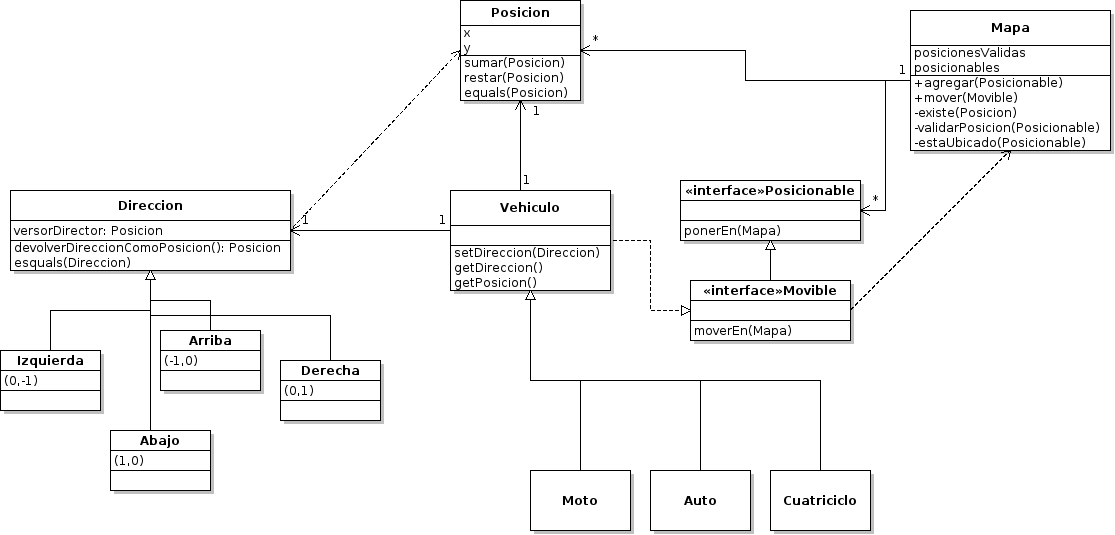 Posicion
x
y
sumar(Posicion)
restar(Posicion)
equals(Posicion)
*
1
Mapa
posicionesValidas
posicionables
+agregar(Posicionable)
+mover(Movible)
-existe(Posicion)
-validarPosicion(Posicionable)
-estaUbicado(Posicionable)
1
1
Direccion
versorDirector: Posicion
devolverDireccionComoPosicion(): Posicion
esquals(Direccion)
1
1
Vehiculo
setDireccion(Direccion)
getDireccion()
getPosicion()
«interface»Posicionable
ponerEn(Mapa)
*
«interface»Movible
moverEn(Mapa)
Izquierda
(0,-1)
Arriba
(-1,0)
Derecha
(0,1)
Abajo
(1,0)
Moto
Auto
Cuatriciclo